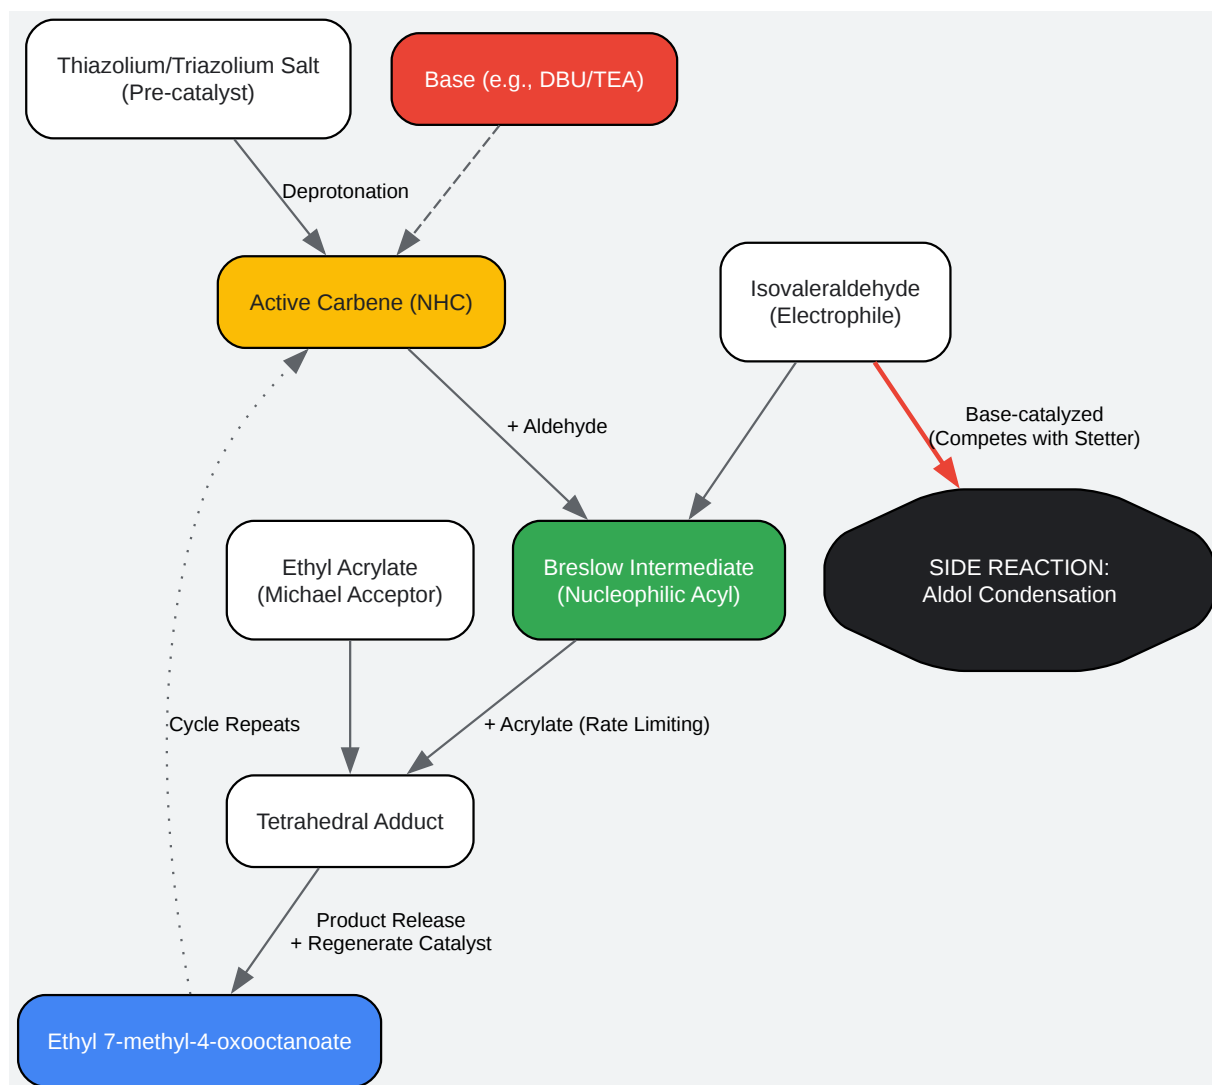 Thiazolium/Triazolium Salt
(Pre-catalyst)
Base (e.g., DBU/TEA)
Deprotonation
Active Carbene (NHC)
Isovaleraldehyde
(Electrophile)
+ Aldehyde
Base-catalyzed
(Competes with Stetter)
Ethyl Acrylate
(Michael Acceptor)
Breslow Intermediate
(Nucleophilic Acyl)
SIDE REACTION:
Aldol Condensation
Cycle Repeats
+ Acrylate (Rate Limiting)
Tetrahedral Adduct
Product Release
+ Regenerate Catalyst
Ethyl 7-methyl-4-oxooctanoate